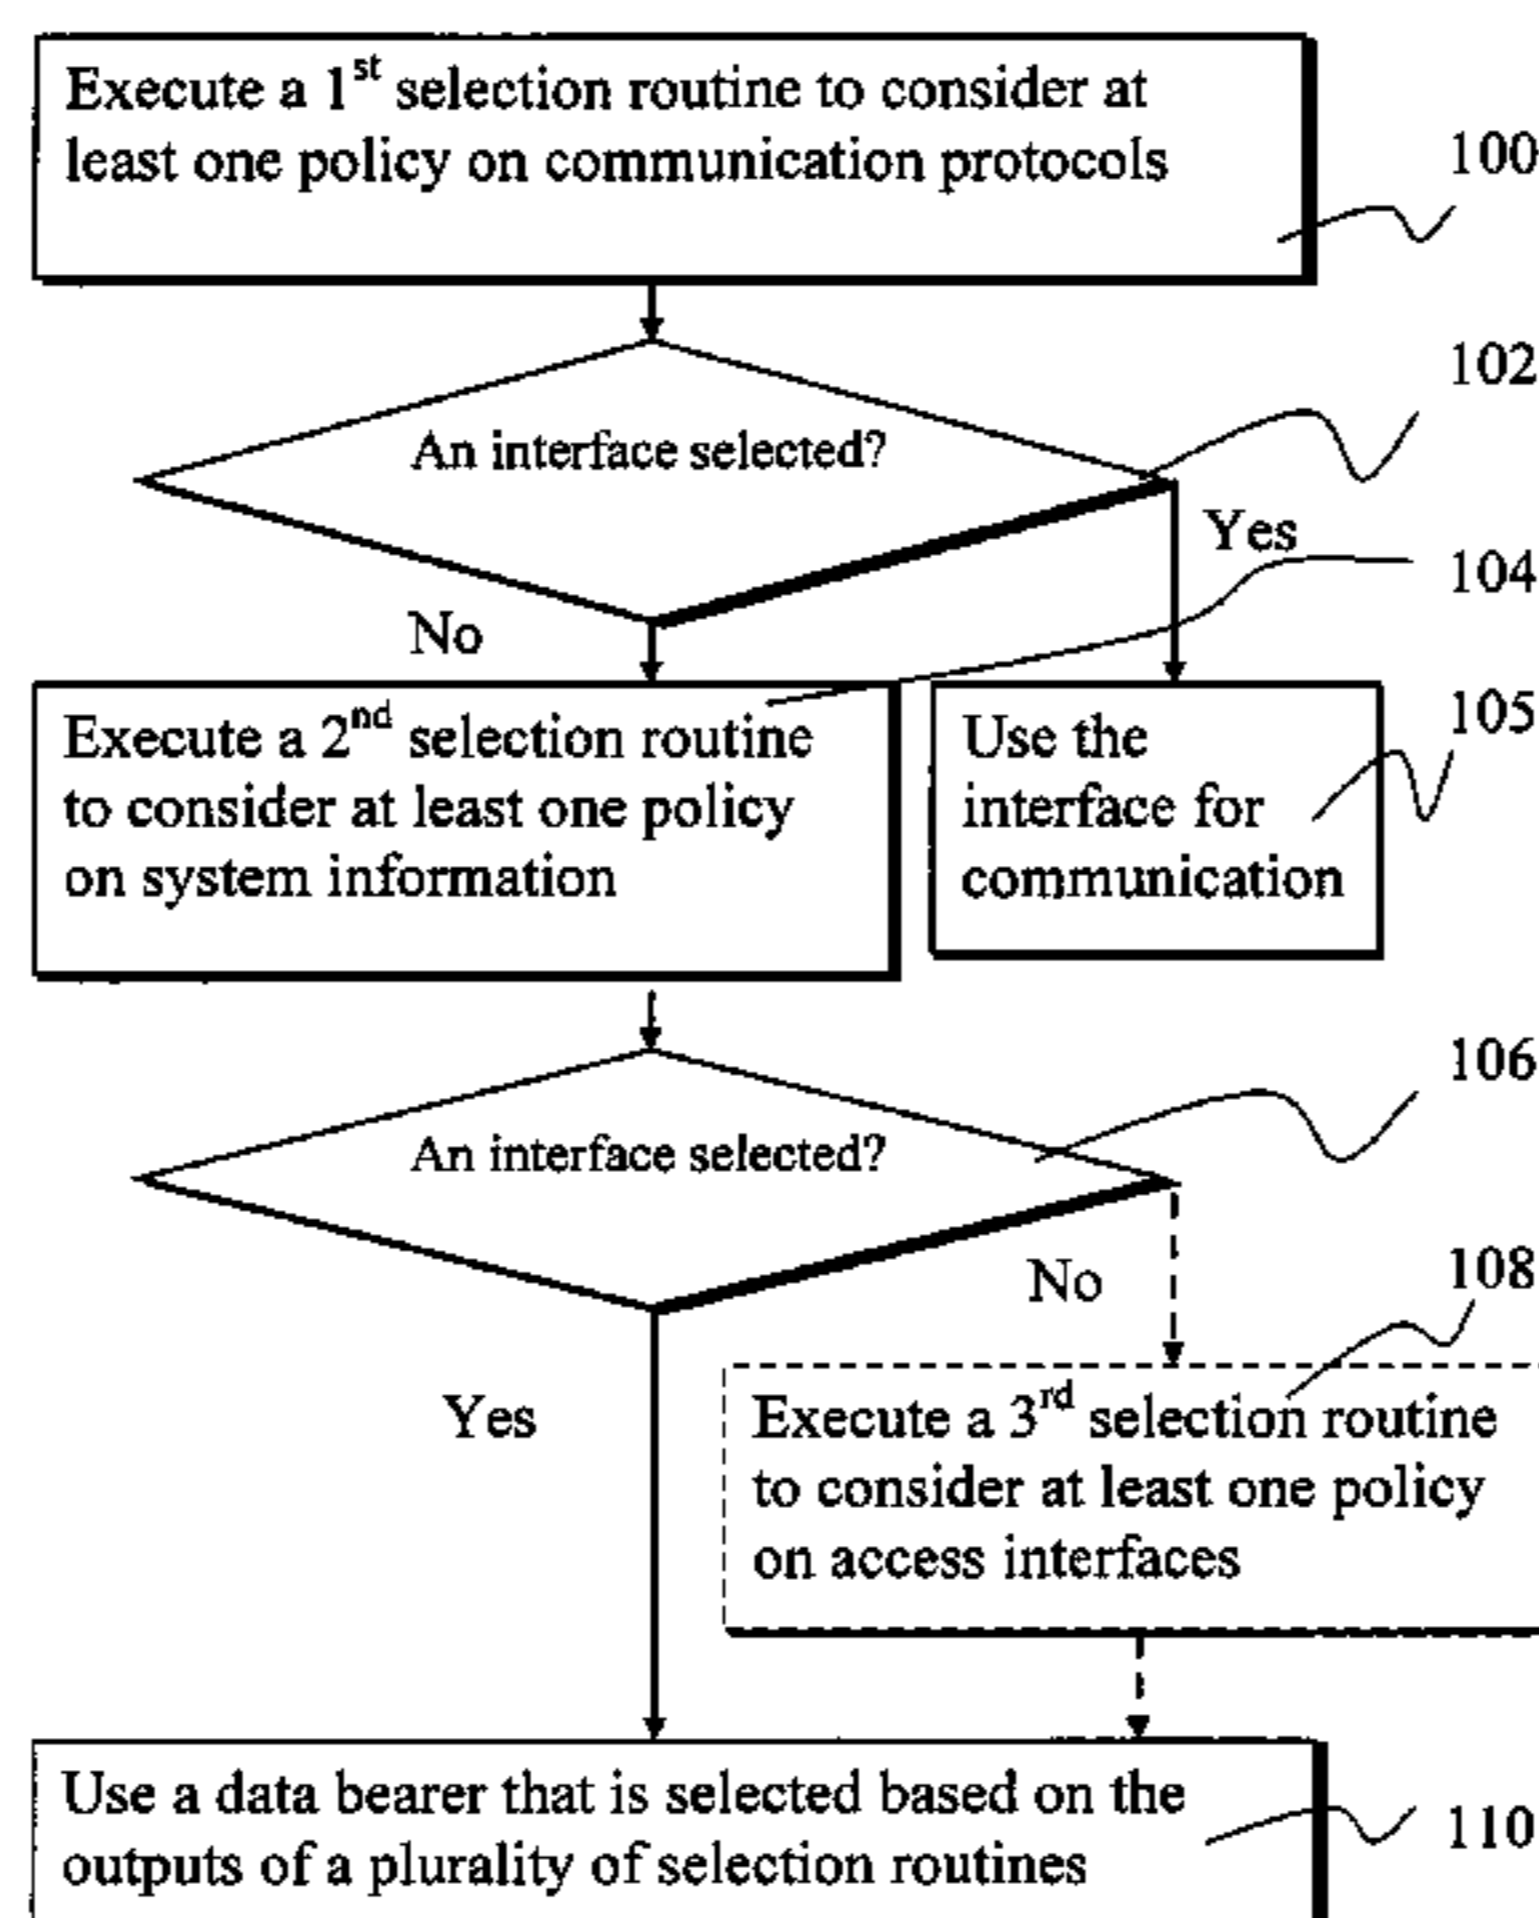 Execute a 1st selection routine to consider at
least one policy on communication protocols
100
102
An interface selected?
Yes
104
No
105
Execute a 2nd selection routine
to consider at least one policy
on system information
Use the
interface for
communication
106
An interface selected?
No
108
Yes
Execute a 3rd selection routine
to consider at least one policy
on access interfaces
Use a data bearer that is selected based on the
outputs of a plurality of selection routines
110